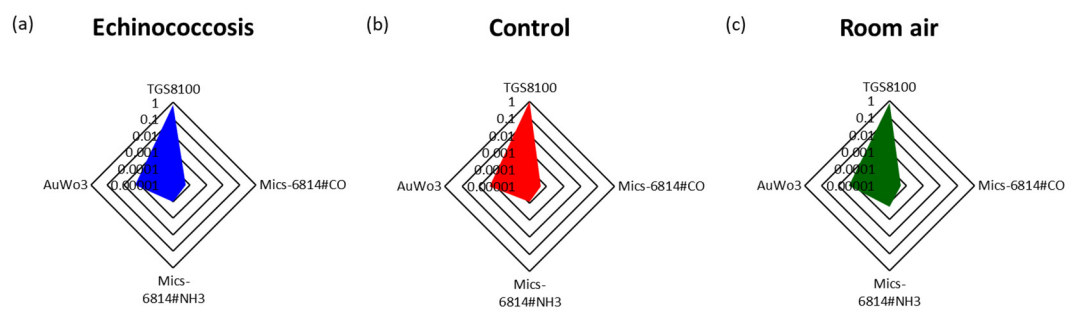 (a)
Echinococcosis
TGS8100
1
0.1
0.01
0.001
0.0001
0.00001
AuWo3
Mics-6814#CO
Mics-
6814#NH3
(b)
Control
TGS8100
1
0.1
0.01
0.001
0.0001
0.00001
AuWo3
Mics-6814#CO
Mics-
6814#NH3
(c)
Room air
TGS8100
1
0.1
0.01
0.001
0.0001
0.00001
AuWo3
Mics-6814#CO
Mics-
6814#NH3